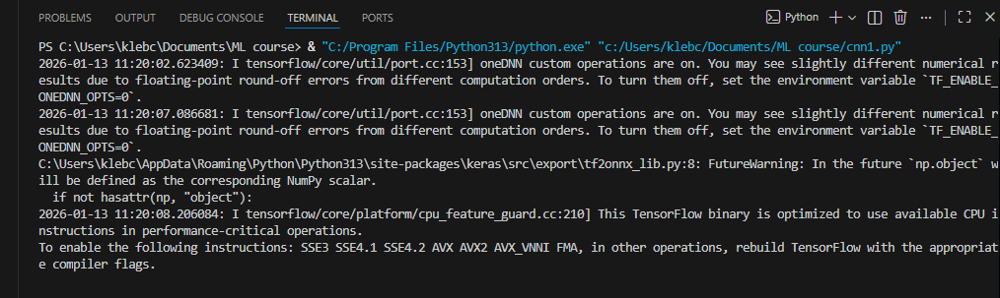 PROBLEMS OUTPUT DEBUG CONSOLE TERMINAL PORTS Python
PS C:\Users\klebc\Documents\ML course> & "C:/Program Files/Python313/python.exe" "c:/Users/klebc/Documents/ML course/cnn1.py"
2026-01-13 11:20:02.623409: I tensorflow/core/util/port.cc:153] oneDNN custom operations are on. You may see slightly different numerical r
esults due to floating-point round-off errors from different computation orders. To turn them off, set the environment variable `TF_ENABLE_
ONEDNN_OPTS=0`.
2026-01-13 11:20:07.086681: I tensorflow/core/util/port.cc:153] oneDNN custom operations are on. You may see slightly different numerical r
esults due to floating-point round-off errors from different computation orders. To turn them off, set the environment variable `TF_ENABLE_
ONEDNN_OPTS=0`.
C:\Users\klebc\AppData\Roaming\Python\Python313\site-packages\keras\src\export\tf2onnx_lib.py:8: FutureWarning: In the future `np.object` w
ill be defined as the corresponding NumPy scalar.
  if not hasattr(np, "object"):
2026-01-13 11:20:08.206084: I tensorflow/core/platform/cpu_feature_guard.cc:210] This TensorFlow binary is optimized to use available CPU i
nstructions in performance-critical operations.
To enable the following instructions: SSE3 SSE4.1 SSE4.2 AVX AVX2 AVX_VNNI FMA, in other operations, rebuild TensorFlow with the appropriat
e compiler flags.